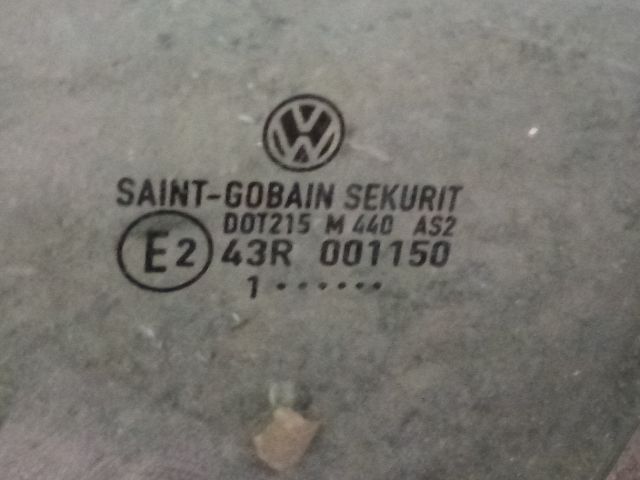 SAINT-GOBAIN SEKURIT
DOT215 M 440 AS2
E2 43R 001150
1 ······